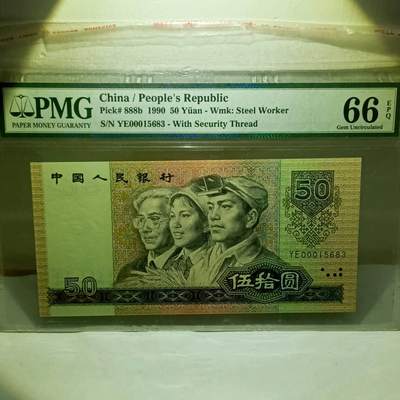 PMG
PAPER MONEY GUARANTY
China / People's Republic
Pick# 888b 1990 50 Yüan - Wmk: Steel Worker
S/N YE00015683 - With Security Thread
66 EPQ
Gem Uncirculated
中国人民银行
50
YE00015683
50
伍拾圆